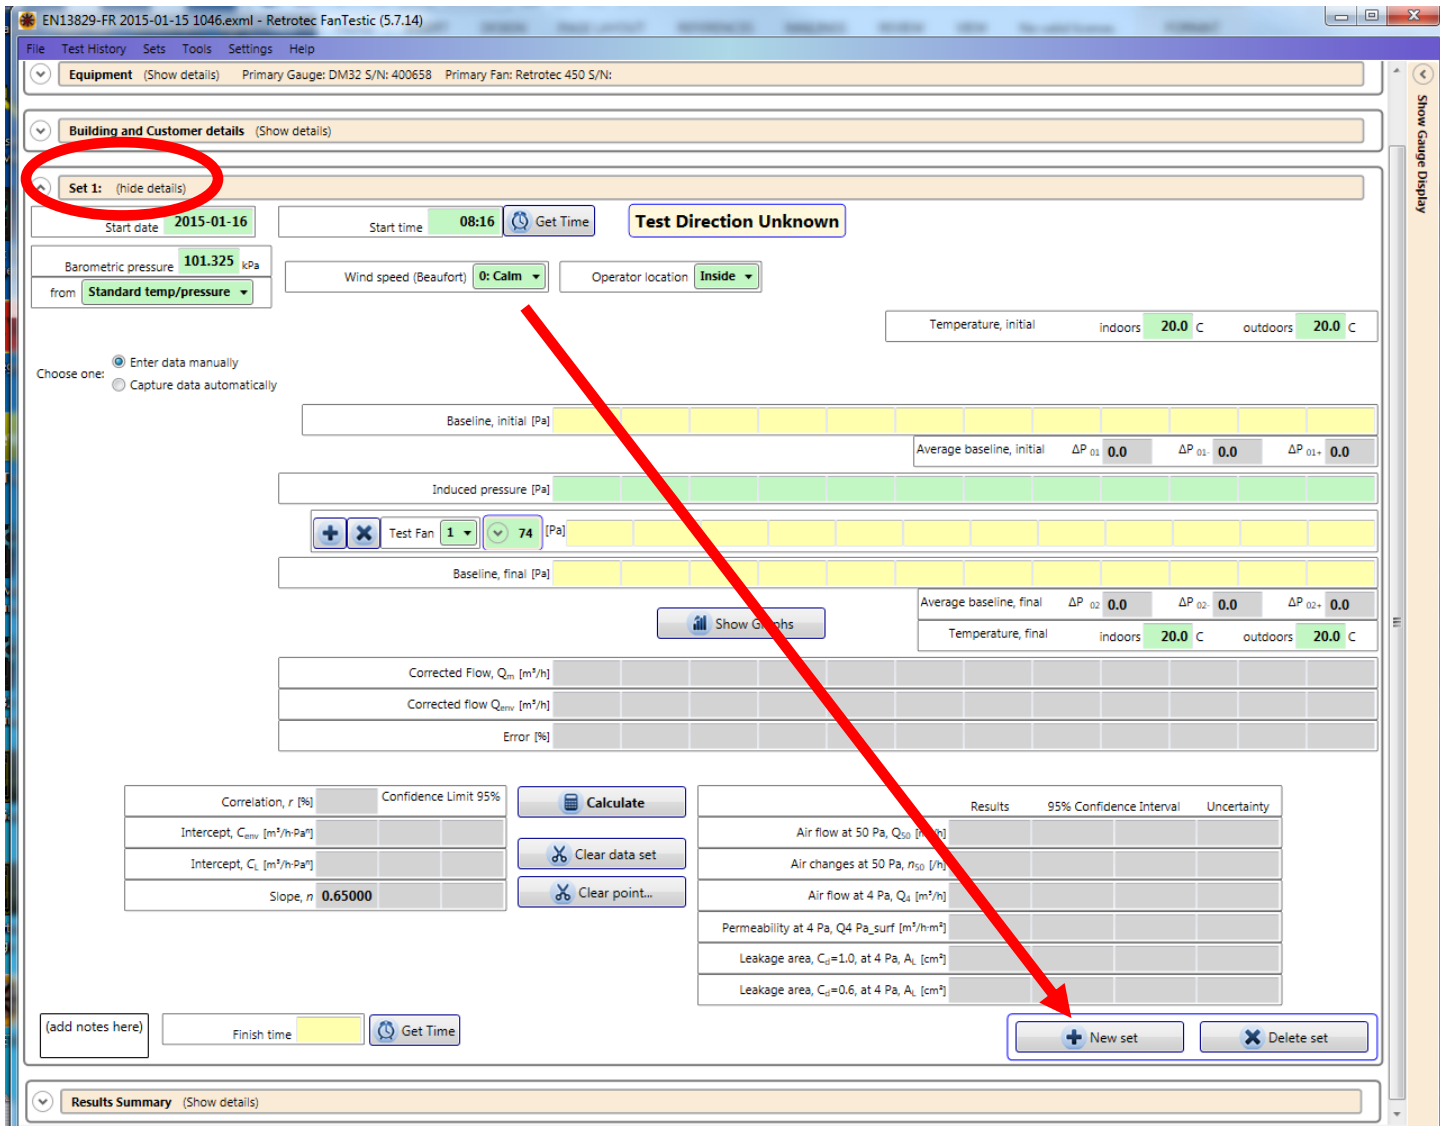 EN13829-FR 2015-01-15 1046.exml - Retrotec FanTestic (5.7.14)
File Test History Sets Tools Settings Help
Equipment (Show details) Primary Gauge: DM32 S/N: 400658 Primary Fan: Retrotec 450 S/N:
Show Gauge Display
Building and Customer details (Show details)
Set 1: (hide details)
Start date 2015-01-16 Start time 08:16 Get Time Test Direction Unknown
Barometric pressure 101.325 kPa
from Standard temp/pressure
Wind speed (Beaufort) 0: Calm Operator location Inside
Temperature, initial indoors 20.0 C outdoors 20.0 C
Choose one:
Enter data manually
Capture data automatically
Baseline, initial [Pa]
Average baseline, initial ΔP 01 0.0 ΔP 01- 0.0 ΔP 01+ 0.0
Induced pressure [Pa]
Test Fan 1 74 [Pa]
Baseline, final [Pa]
Average baseline, final ΔP 02 0.0 ΔP 02- 0.0 ΔP 02+ 0.0
Show Graphs
Temperature, final indoors 20.0 C outdoors 20.0 C
Corrected Flow, Qm [m³/h]
Corrected flow Qenv [m³/h]
Error [%]
Correlation, r [%] Confidence Limit 95%
Intercept, Cenv [m³/h·Paⁿ]
Intercept, CL [m³/h·Paⁿ]
Slope, n 0.65000
Calculate
Clear data set
Clear point...
Results 95% Confidence Interval Uncertainty
Air flow at 50 Pa, Q50 [m³/h]
Air changes at 50 Pa, n50 [/h]
Air flow at 4 Pa, Q4 [m³/h]
Permeability at 4 Pa, Q4 Pa_surf [m³/h·m²]
Leakage area, Cd=1.0, at 4 Pa, AL [cm²]
Leakage area, Cd=0.6, at 4 Pa, AL [cm²]
(add notes here)
Finish time Get Time
New set Delete set
Results Summary (Show details)